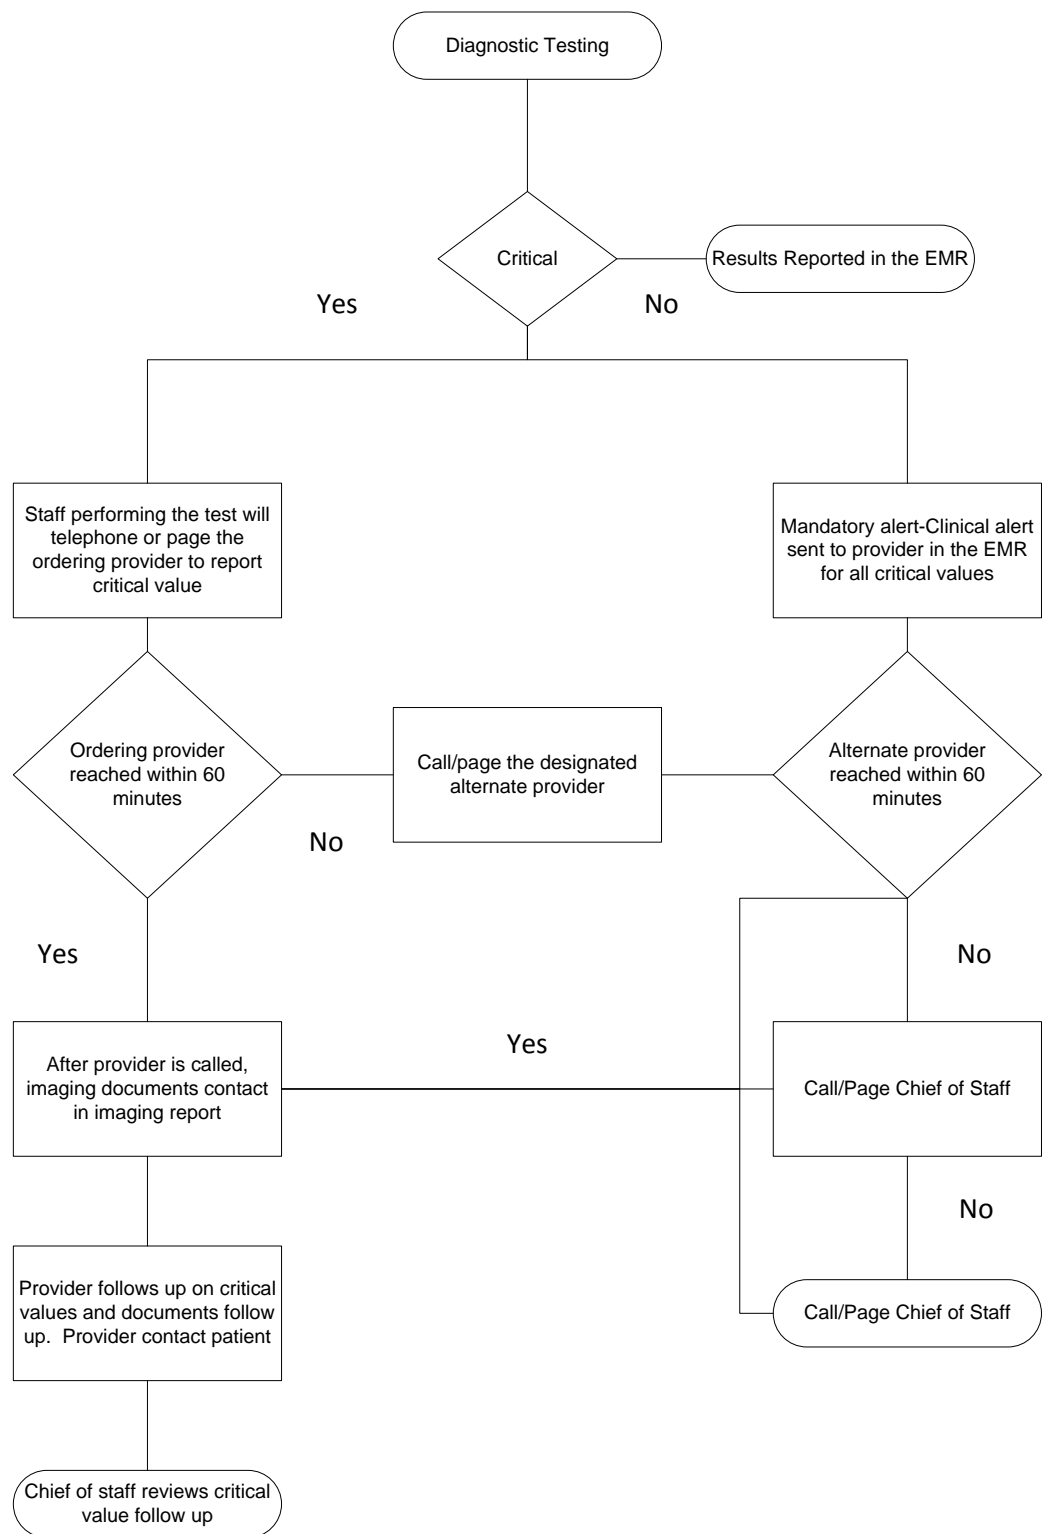 Diagnostic Testing
Critical
Results Reported in the EMR
Yes
No
Staff performing the test will
telephone or page the
ordering provider to report
critical value
Mandatory alert-Clinical alert
sent to provider in the EMR
for all critical values
Ordering provider
reached within 60
minutes
Call/page the designated
alternate provider
Alternate provider
reached within 60
minutes
No
Yes
No
After provider is called,
imaging documents contact
in imaging report
Yes
Call/Page Chief of Staff
No
Provider follows up on critical
values and documents follow
up.  Provider contact patient
Call/Page Chief of Staff
Chief of staff reviews critical
value follow up